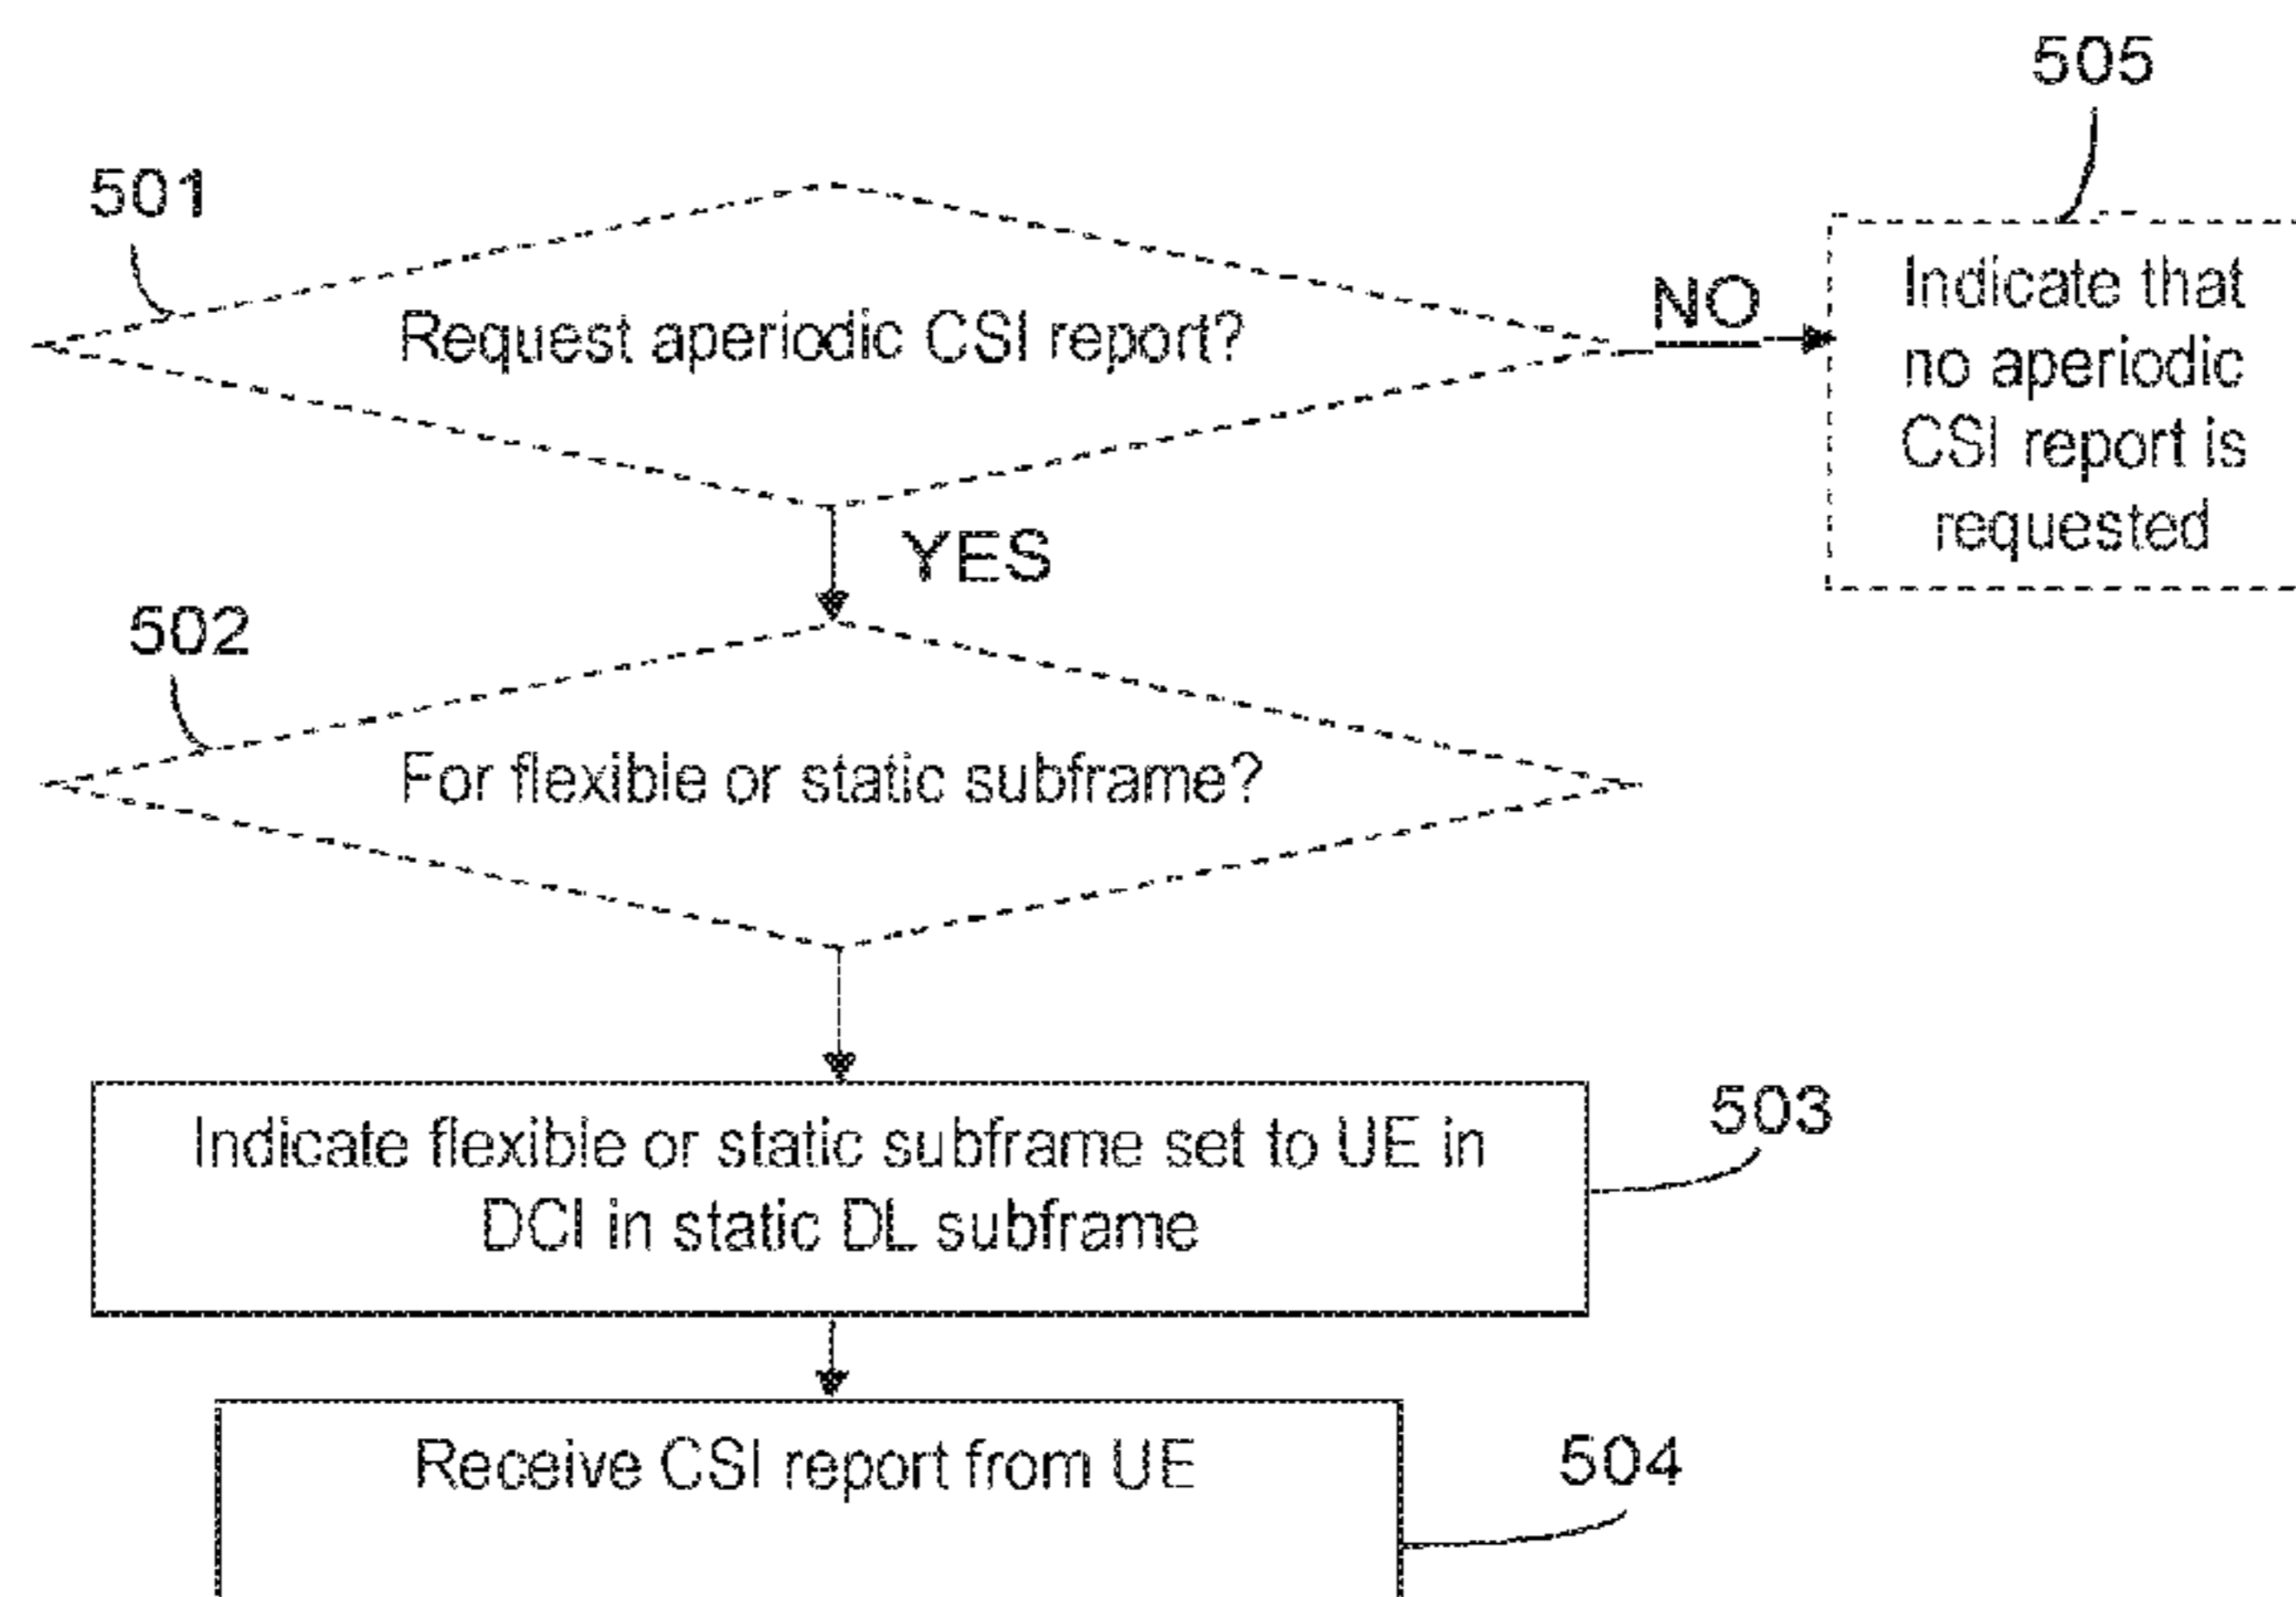 505
501
Request aperiodic CSI report?
NO
Indicate that
no aperiodic
CSI report is
requested
YES
502
For flexible or static subframe?
Indicate flexible or static subframe set to UE in
DCI in static DL subframe
503
Receive CSI report from UE
504